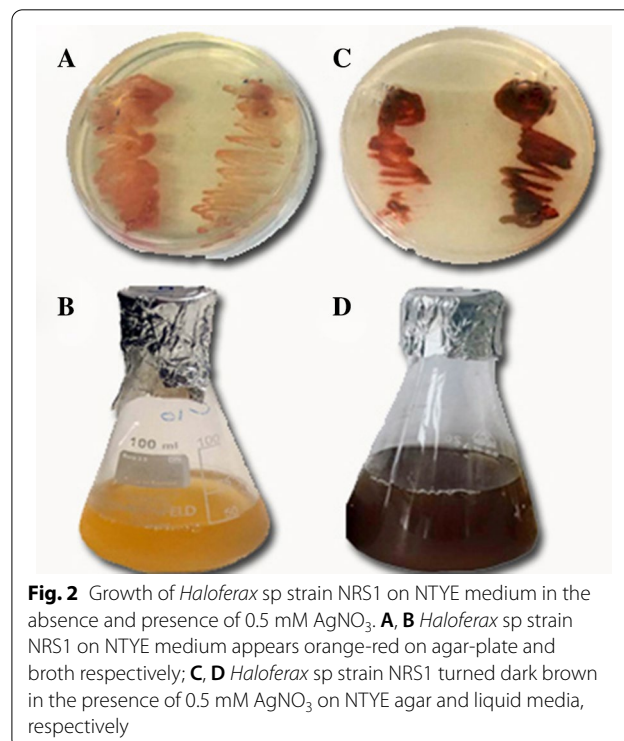 A
C
B
D
100 ml
100
50
Fig. 2 Growth of Haloferax sp strain NRS1 on NTYE medium in the
absence and presence of 0.5 mM AgNO₃. A, B Haloferax sp strain
NRS1 on NTYE medium appears orange-red on agar-plate and
broth respectively; C, D Haloferax sp strain NRS1 turned dark brown
in the presence of 0.5 mM AgNO₃ on NTYE agar and liquid media,
respectively